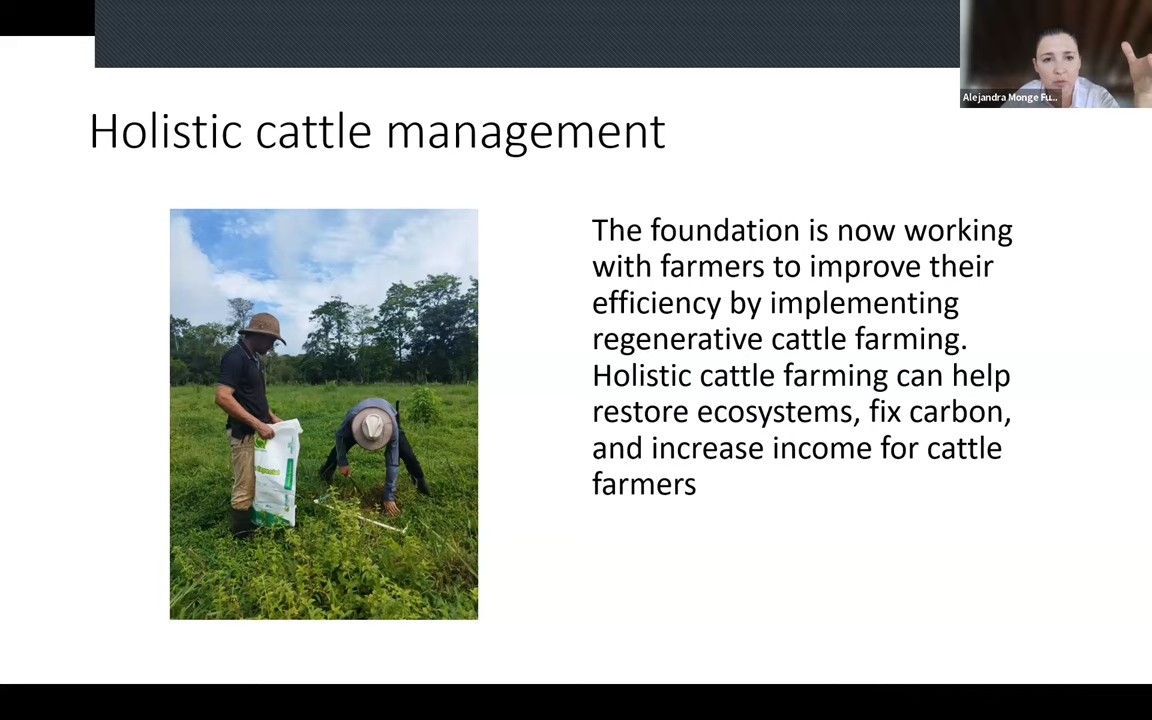 Alejandra Monge Fu...
Holistic cattle management
The foundation is now working
with farmers to improve their
efficiency by implementing
regenerative cattle farming.
Holistic cattle farming can help
restore ecosystems, fix carbon,
and increase income for cattle
farmers